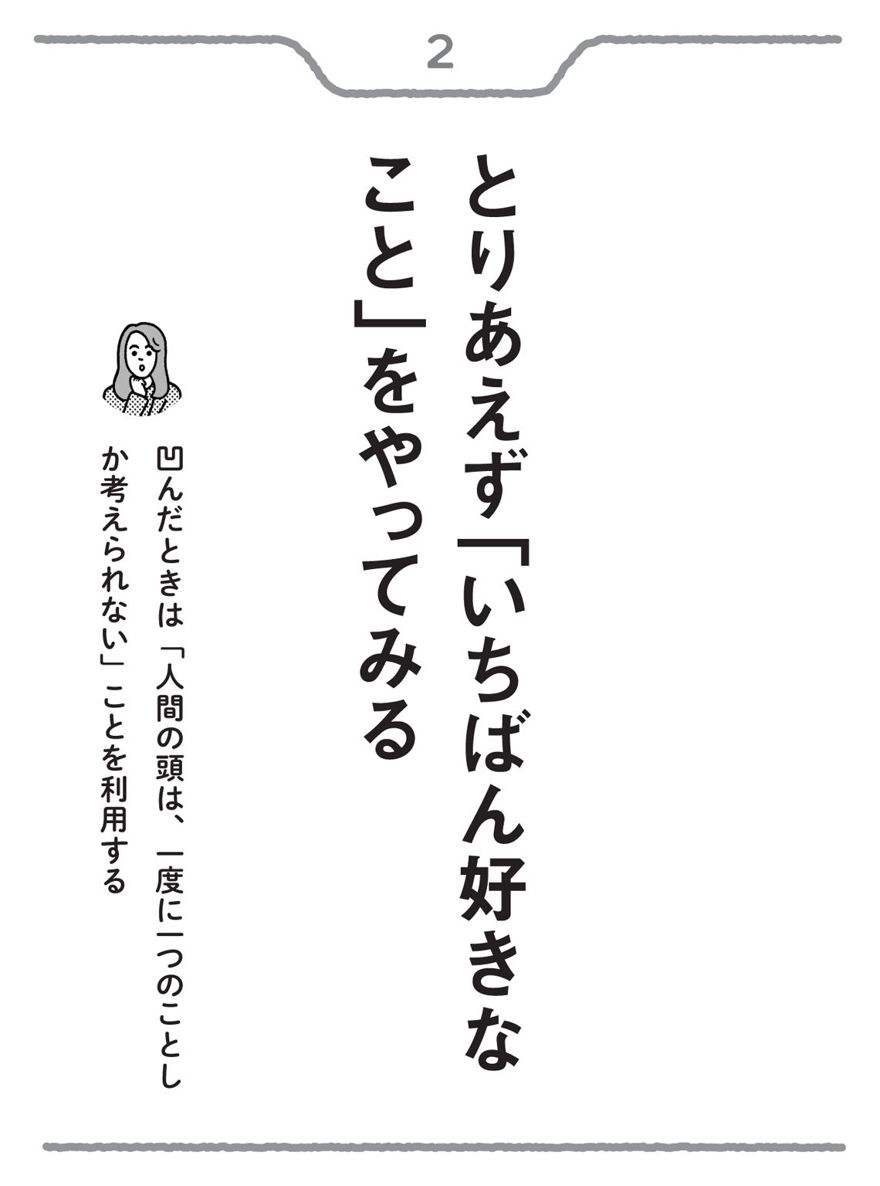 2
とりあえず「いちばん好きな
こと」をやってみる
凹んだときは「人間の頭は、一度に一つのことし
か考えられない」ことを利用する